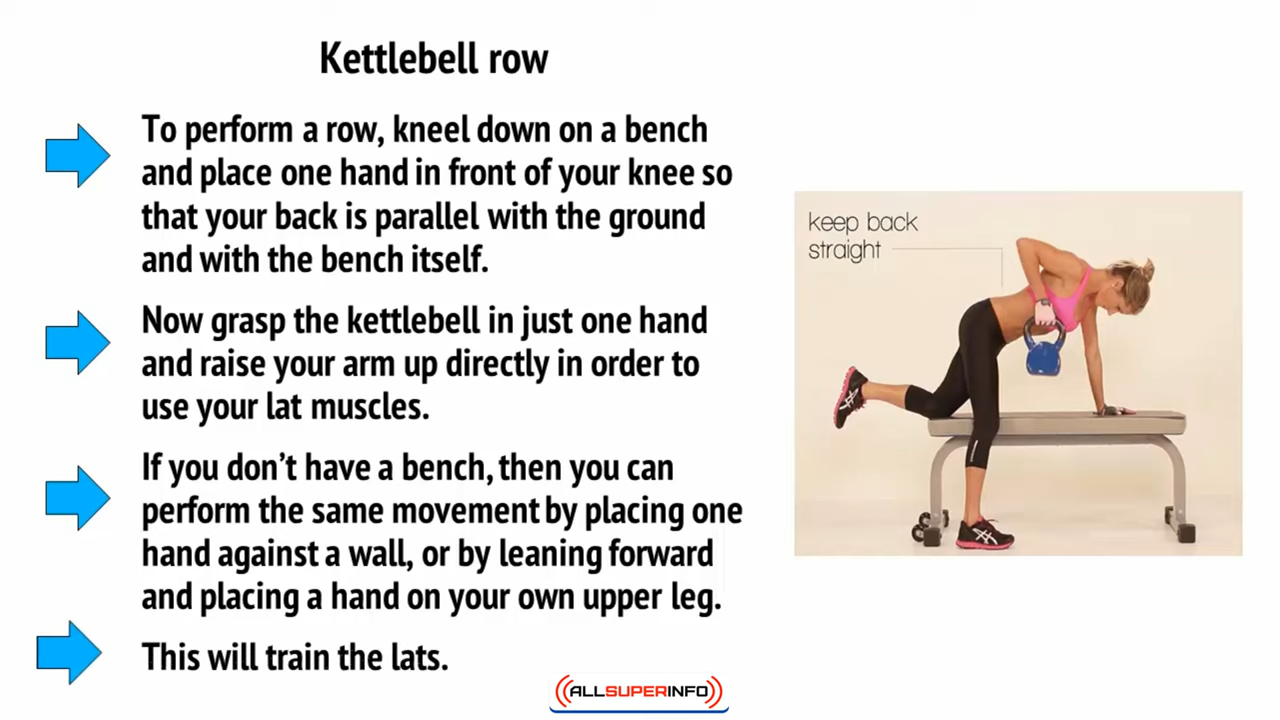 Kettlebell row
To perform a row, kneel down on a bench
and place one hand in front of your knee so
that your back is parallel with the ground
and with the bench itself.
Now grasp the kettlebell in just one hand
and raise your arm up directly in order to
use your lat muscles.
If you don't have a bench, then you can
perform the same movement by placing one
hand against a wall, or by leaning forward
and placing a hand on your own upper leg.
This will train the lats.
keep back
straight
ALLSUPERINFO